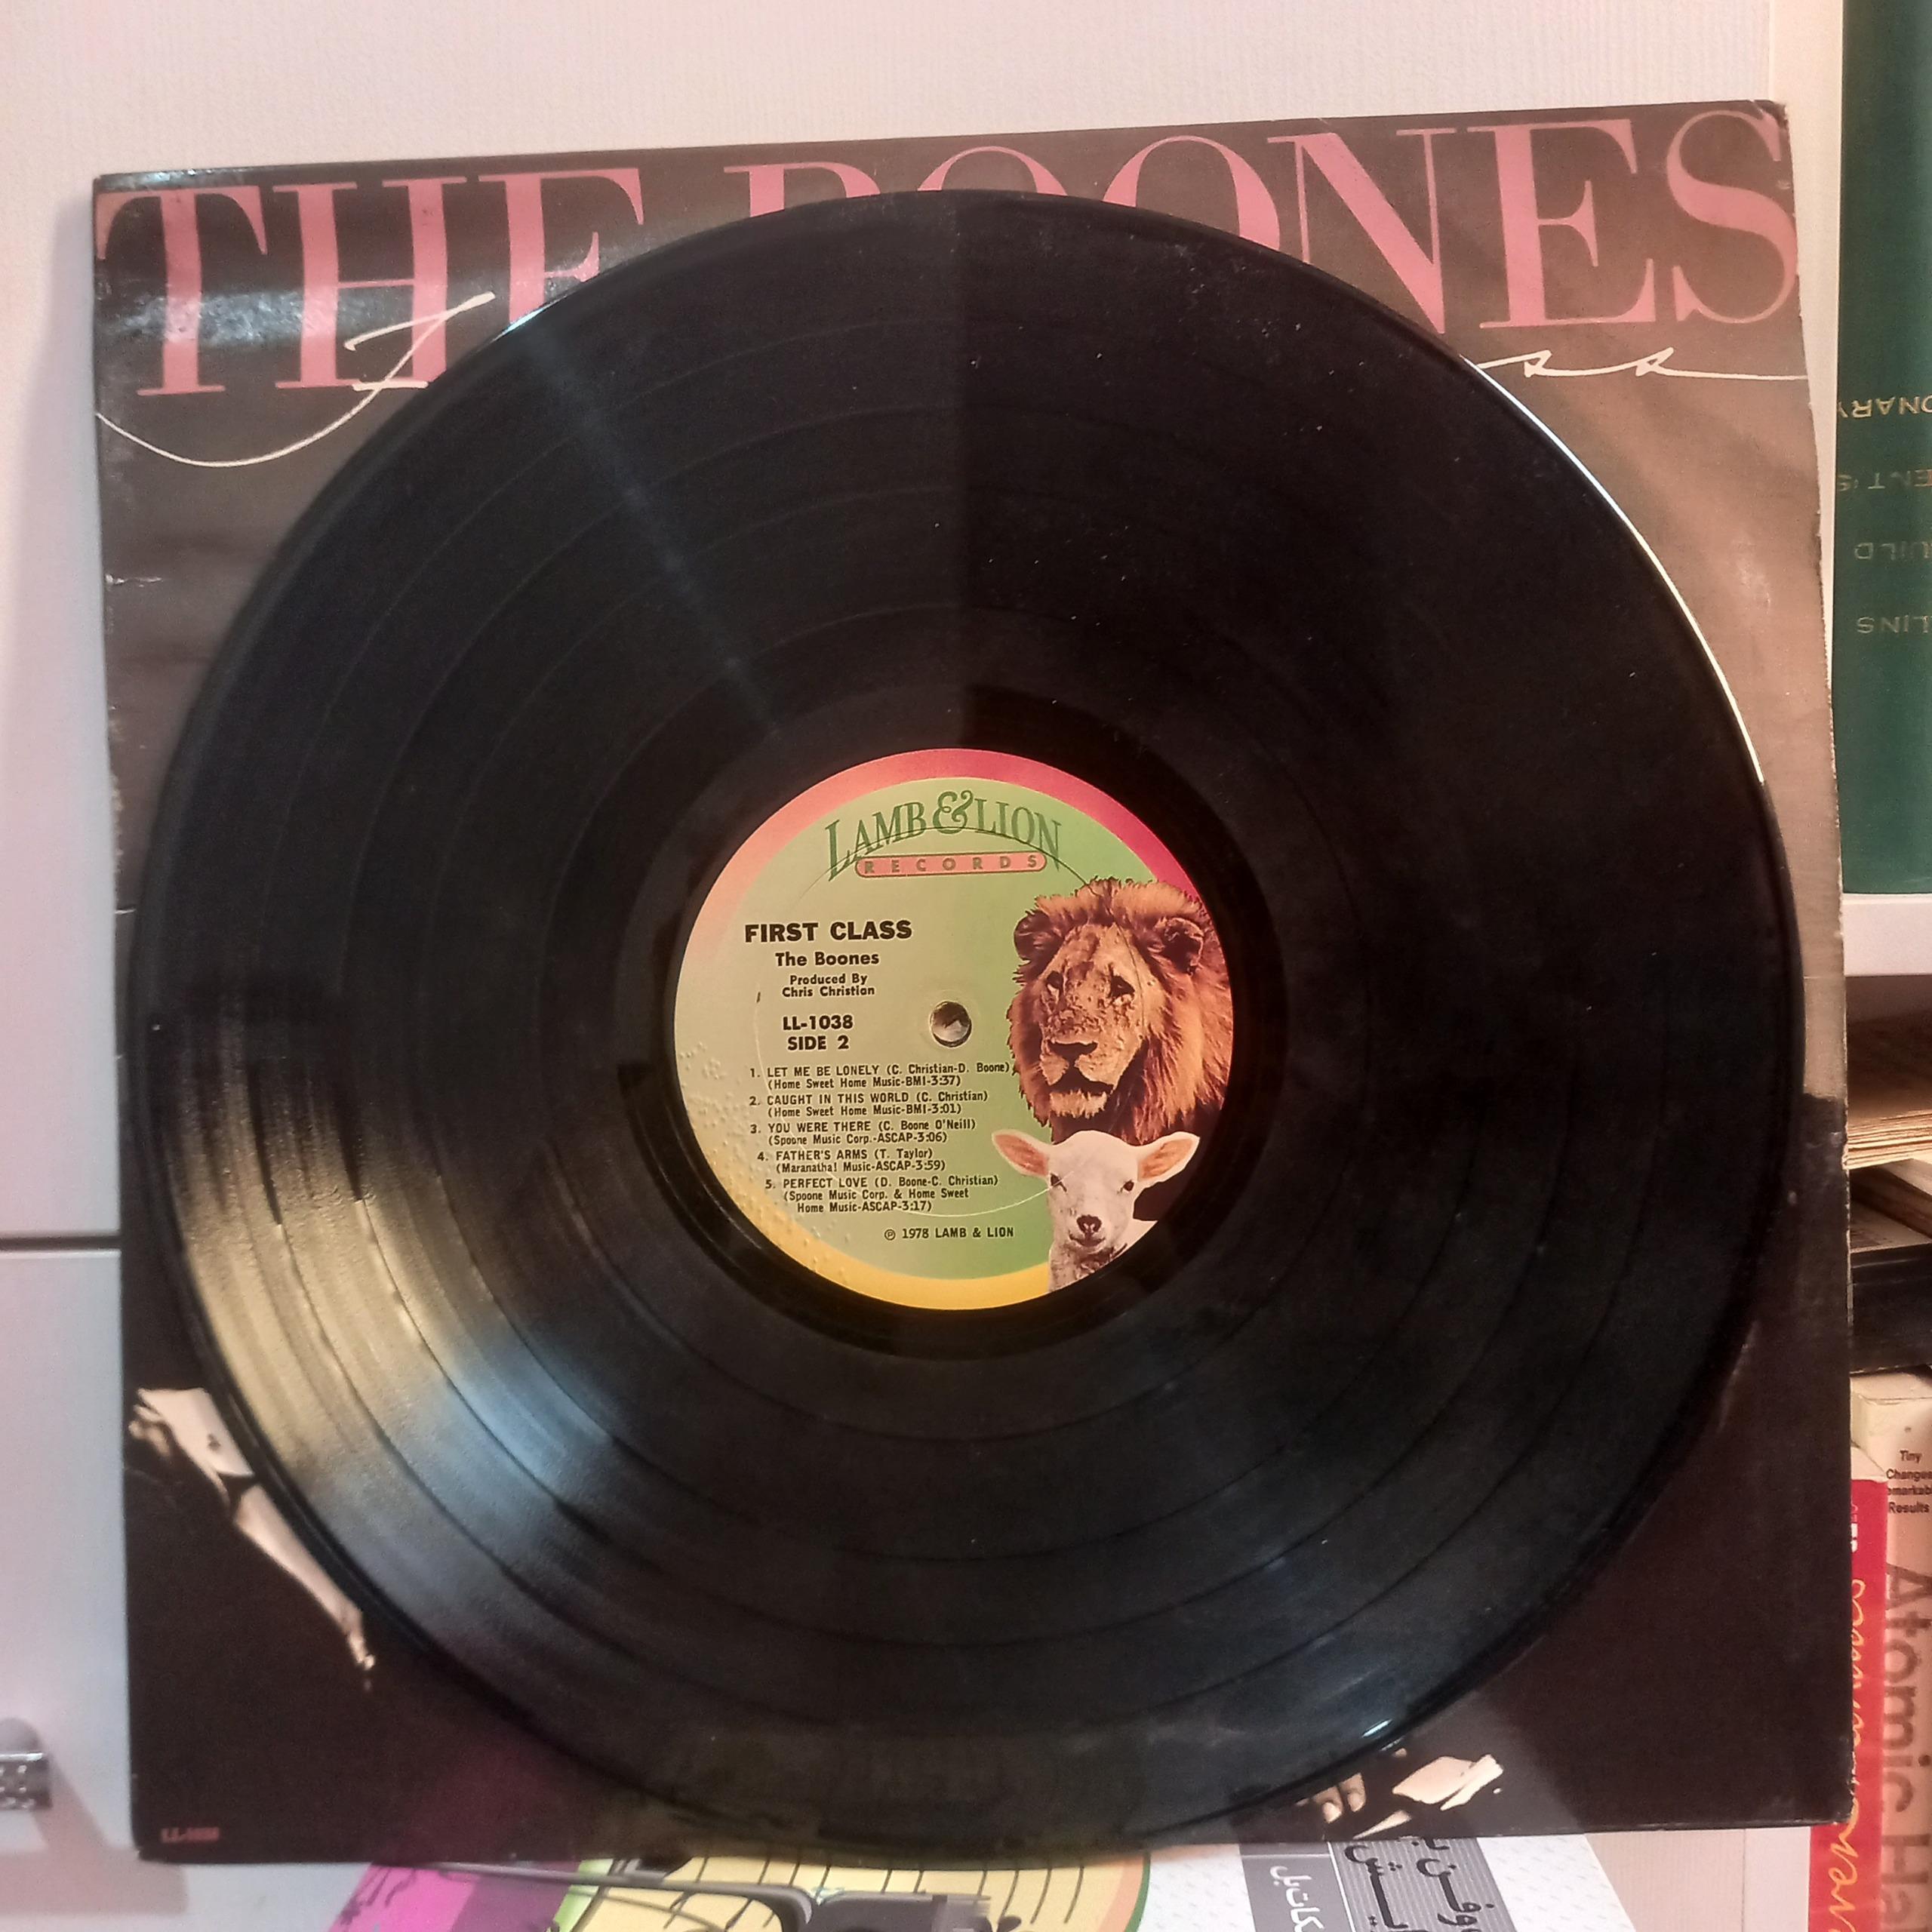 THE BOONES
LAMB & LION
RECORDS
FIRST CLASS
The Boones
Produced By
Chris Christian
LL-1038
SIDE 2
1. LET ME BE LONELY (C. Christian-D. Boone)
(Home Sweet Home Music-BMI-3:37)
2. CAUGHT IN THIS WORLD (C. Christian)
(Home Sweet Home Music-BMI-3:01)
3. YOU WERE THERE (C. Boone O'Neill)
(Spoone Music Corp.-ASCAP-3:06)
4. FATHER'S ARMS (T. Taylor)
(Maranatha! Music-ASCAP-3:59)
5. PERFECT LOVE (D. Boone-C. Christian)
(Spoone Music Corp. & Home Sweet
Home Music-ASCAP-3:17)
℗ 1978 LAMB & LION
LL-1038
Tiny
Results
Atomic